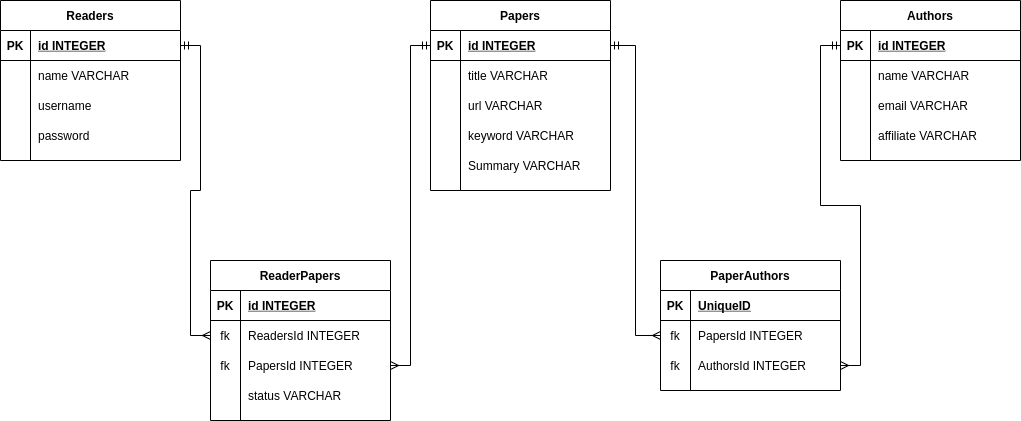 Readers
PK id INTEGER
name VARCHAR
username
password
Papers
PK id INTEGER
title VARCHAR
url VARCHAR
keyword VARCHAR
Summary VARCHAR
Authors
PK id INTEGER
name VARCHAR
email VARCHAR
affiliate VARCHAR
ReaderPapers
PK id INTEGER
fk ReadersId INTEGER
fk PapersId INTEGER
status VARCHAR
PaperAuthors
PK UniqueID
fk PapersId INTEGER
fk AuthorsId INTEGER